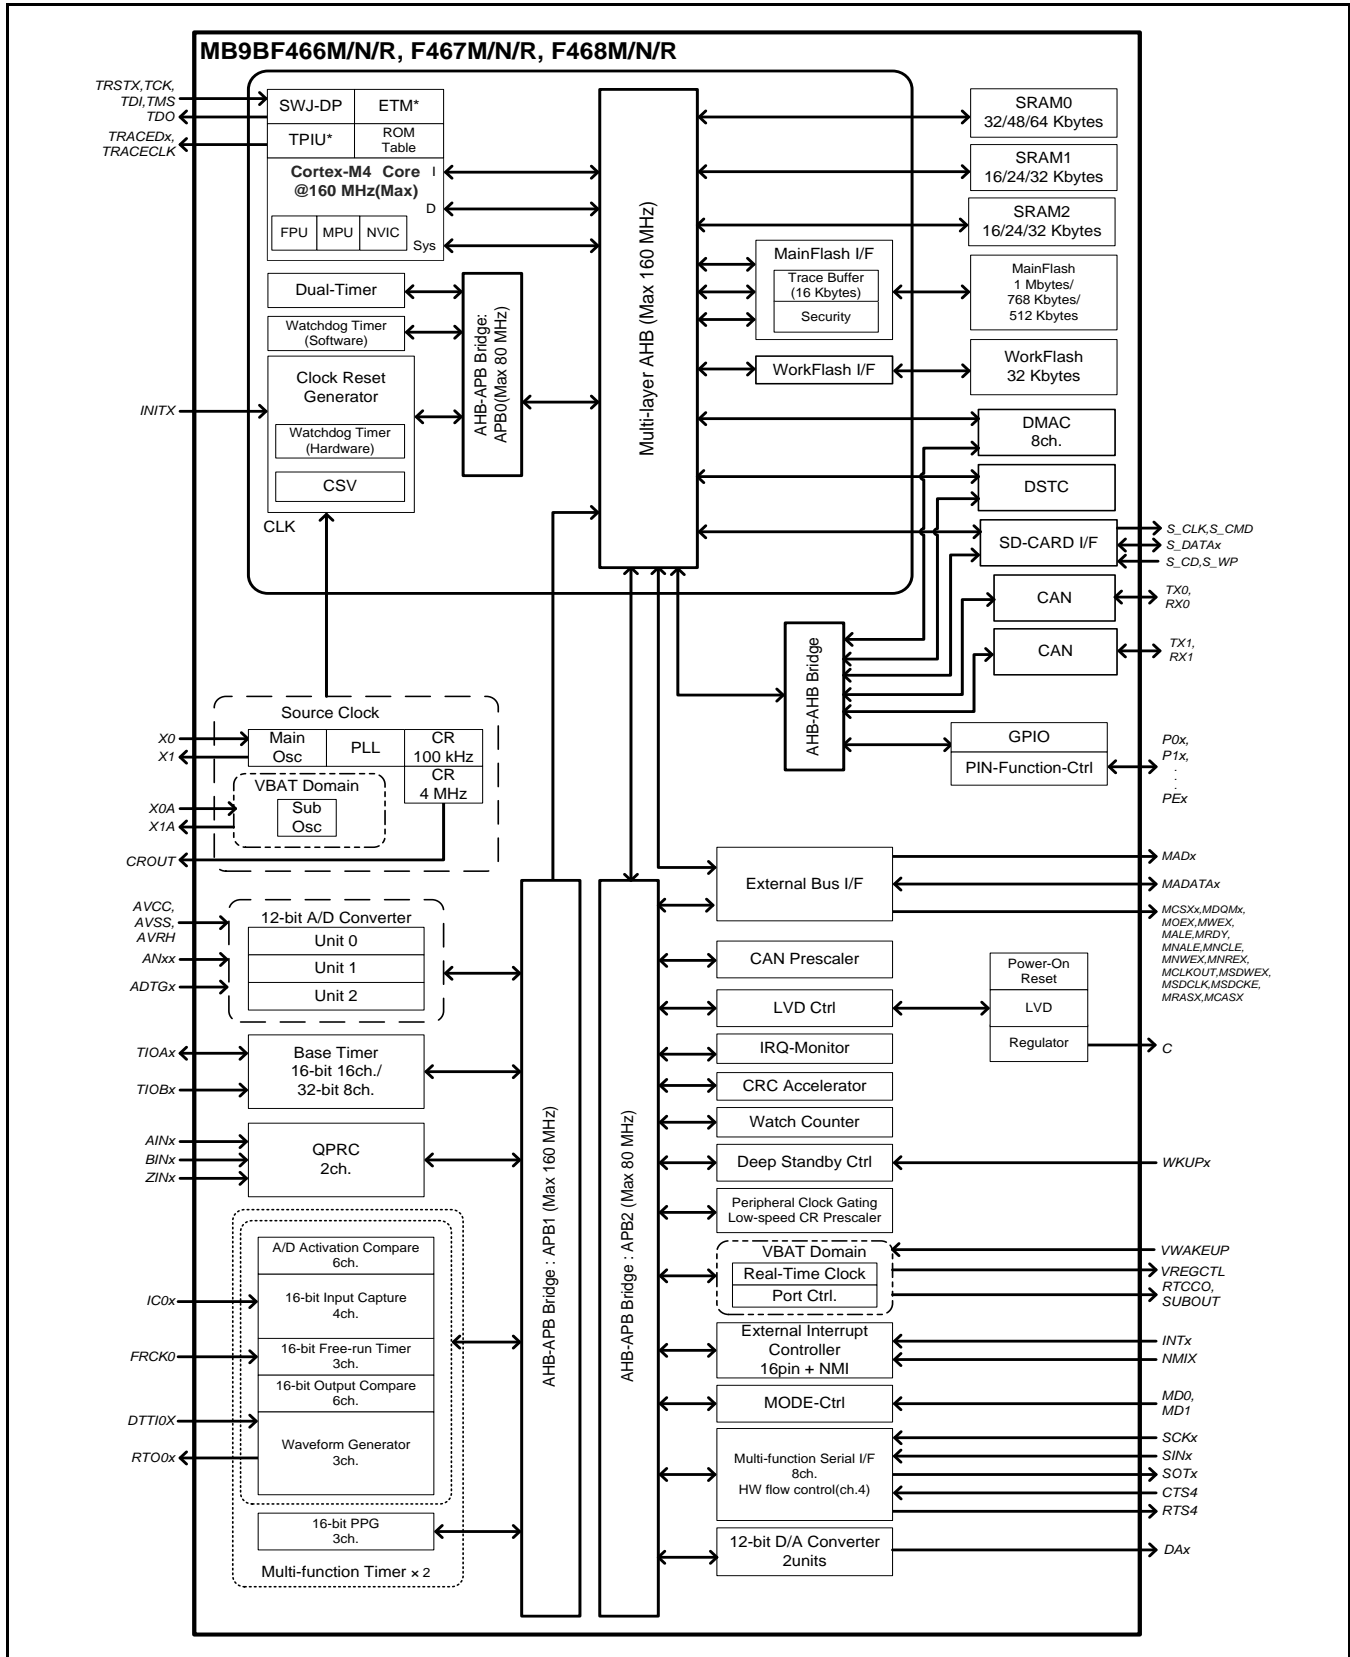 MB9BF466M/N/R, F467M/N/R, F468M/N/R
TRSTX,TCK,
TDI,TMS
TDO
TRACEDx,
TRACECLK
SWJ-DP
ETM*
TPIU*
ROM
Table
Cortex-M4 Core
@160 MHz(Max)
I
D
Sys
FPU
MPU
NVIC
Dual-Timer
Watchdog Timer
(Software)
Clock Reset
Generator
Watchdog Timer
(Hardware)
CSV
CLK
INITX
AHB-APB Bridge:
APB0(Max 80 MHz)
Multi-layer AHB (Max 160 MHz)
SRAM0
32/48/64 Kbytes
SRAM1
16/24/32 Kbytes
SRAM2
16/24/32 Kbytes
MainFlash I/F
Trace Buffer
(16 Kbytes)
Security
MainFlash
1 Mbytes/
768 Kbytes/
512 Kbytes
WorkFlash I/F
WorkFlash
32 Kbytes
DMAC
8ch.
DSTC
SD-CARD I/F
S_CLK,S_CMD
S_DATAx
S_CD,S_WP
CAN
TX0,
RX0
CAN
TX1,
RX1
AHB-AHB Bridge
GPIO
PIN-Function-Ctrl
P0x,
P1x,
.
.
PEx
Source Clock
X0
X1
Main
Osc
PLL
CR
100 kHz
CR
4 MHz
VBAT Domain
Sub
Osc
X0A
X1A
CROUT
AVCC,
AVSS,
AVRH
ANxx
ADTGx
12-bit A/D Converter
Unit 0
Unit 1
Unit 2
TIOAx
TIOBx
Base Timer
16-bit 16ch./
32-bit 8ch.
AINx
BINx
ZINx
QPRC
2ch.
A/D Activation Compare
6ch.
IC0x
16-bit Input Capture
4ch.
FRCK0
16-bit Free-run Timer
3ch.
16-bit Output Compare
6ch.
DTTI0X
RTO0x
Waveform Generator
3ch.
16-bit PPG
3ch.
Multi-function Timer × 2
AHB-APB Bridge : APB1 (Max 160 MHz)
AHB-APB Bridge : APB2 (Max 80 MHz)
External Bus I/F
MADx
MADATAx
MCSXx,MDQMx,
MOEX,MWEX,
MALE,MRDY,
MNALE,MNCLE,
MNWEX,MNREX,
MCLKOUT,MSDWEX,
MSDCLK,MSDCKE,
MRASX,MCASX
CAN Prescaler
LVD Ctrl
Power-On
Reset
LVD
Regulator
C
IRQ-Monitor
CRC Accelerator
Watch Counter
Deep Standby Ctrl
WKUPx
Peripheral Clock Gating
Low-speed CR Prescaler
VBAT Domain
Real-Time Clock
Port Ctrl.
VWAKEUP
VREGCTL
RTCCO,
SUBOUT
External Interrupt
Controller
16pin + NMI
INTx
NMIX
MODE-Ctrl
MD0,
MD1
Multi-function Serial I/F
8ch.
HW flow control(ch.4)
SCKx
SINx
SOTx
CTS4
RTS4
12-bit D/A Converter
2units
DAx